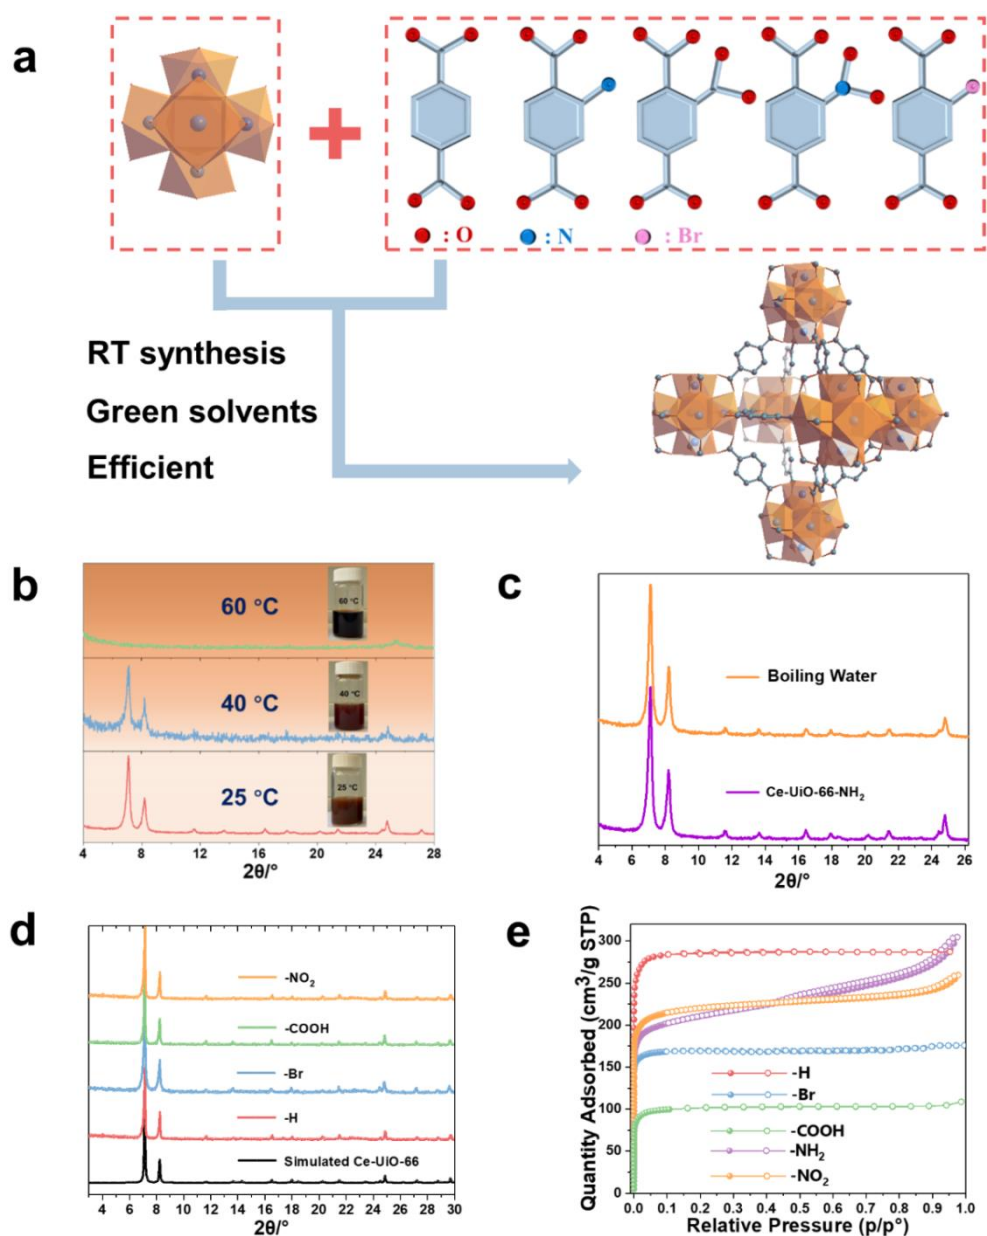 a
: O : N : Br
RT synthesis
Green solvents
Efficient
b
60 °C
60 °C
40 °C
40 °C
25 °C
25 °C
4 8 12 16 20 24 28
2θ/°
c
Boiling Water
Ce-UiO-66-NH₂
4 6 8 10 12 14 16 18 20 22 24 26
2θ/°
d
-NO₂
-COOH
-Br
-H
Simulated Ce-UiO-66
4 6 8 10 12 14 16 18 20 22 24 26 28 30
2θ/°
e
Quantity Adsorbed (cm³/g STP)
300
250
200
150
100
50
0
-H
-Br
-COOH
-NH₂
-NO₂
0.0 0.1 0.2 0.3 0.4 0.5 0.6 0.7 0.8 0.9 1.0
Relative Pressure (p/p°)